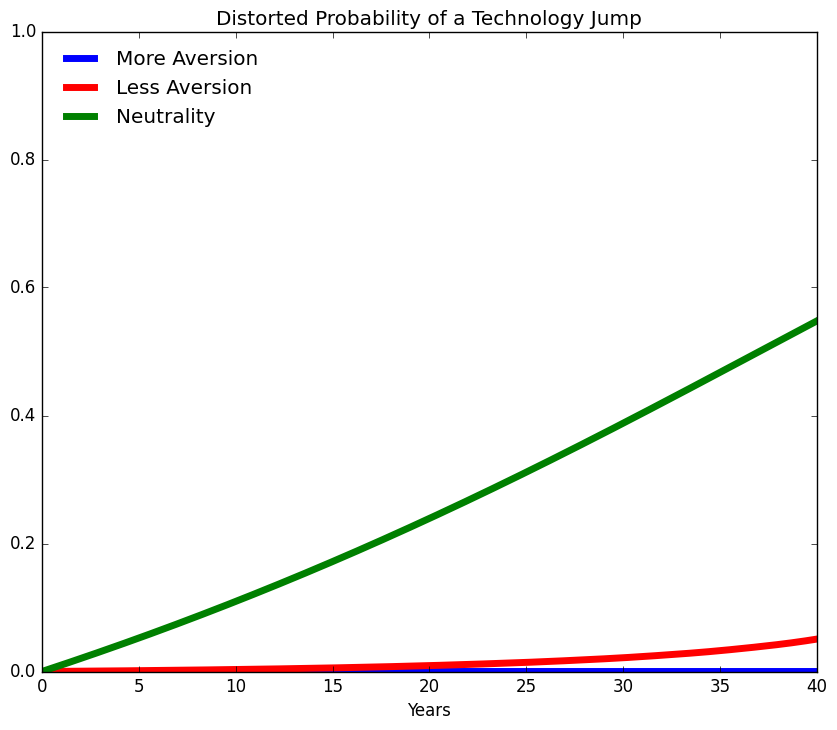 Distorted Probability of a Technology Jump
1.0
More Aversion
Less Aversion
Neutrality
0.8
0.6
0.4
0.2
0.0
0 5 10 15 20 25 30 35 40
Years